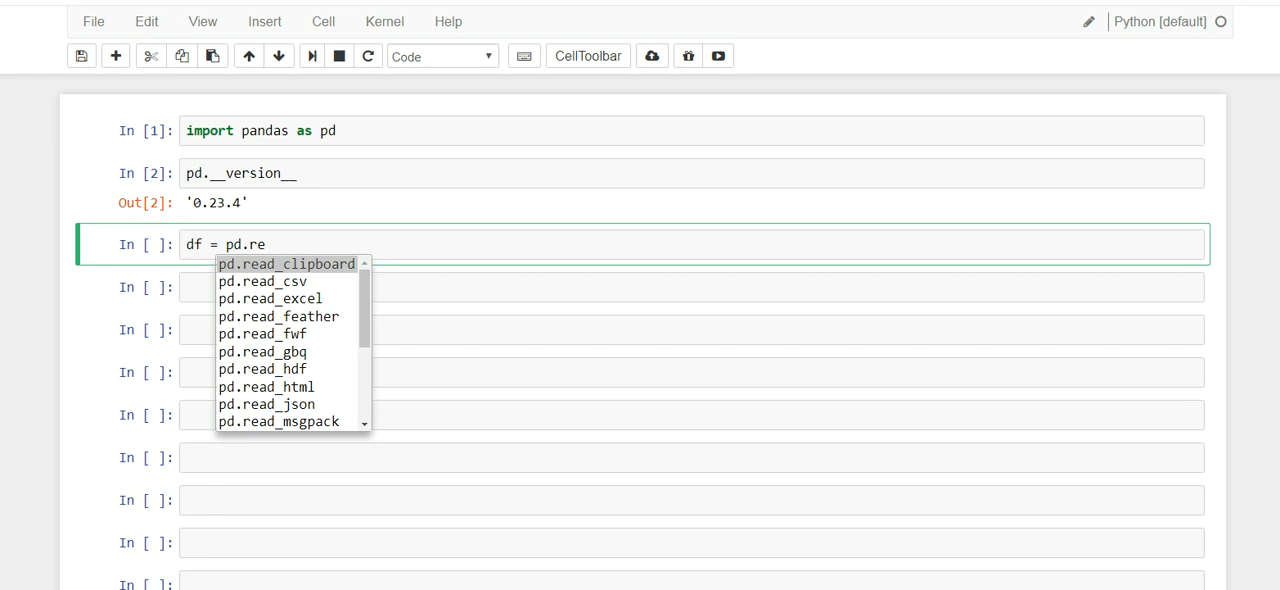 File Edit View Insert Cell Kernel Help Python [default]
Code CellToolbar
In [1]: import pandas as pd
In [2]: pd.__version__
Out[2]: '0.23.4'
In [ ]: df = pd.re
pd.read_clipboard
pd.read_csv
In [ ]:
pd.read_excel
pd.read_feather
In [ ]:
pd.read_fwf
pd.read_gbq
pd.read_hdf
In [ ]:
pd.read_html
pd.read_json
In [ ]:
pd.read_msgpack
In [ ]:
In [ ]:
In [ ]:
In [ ]: